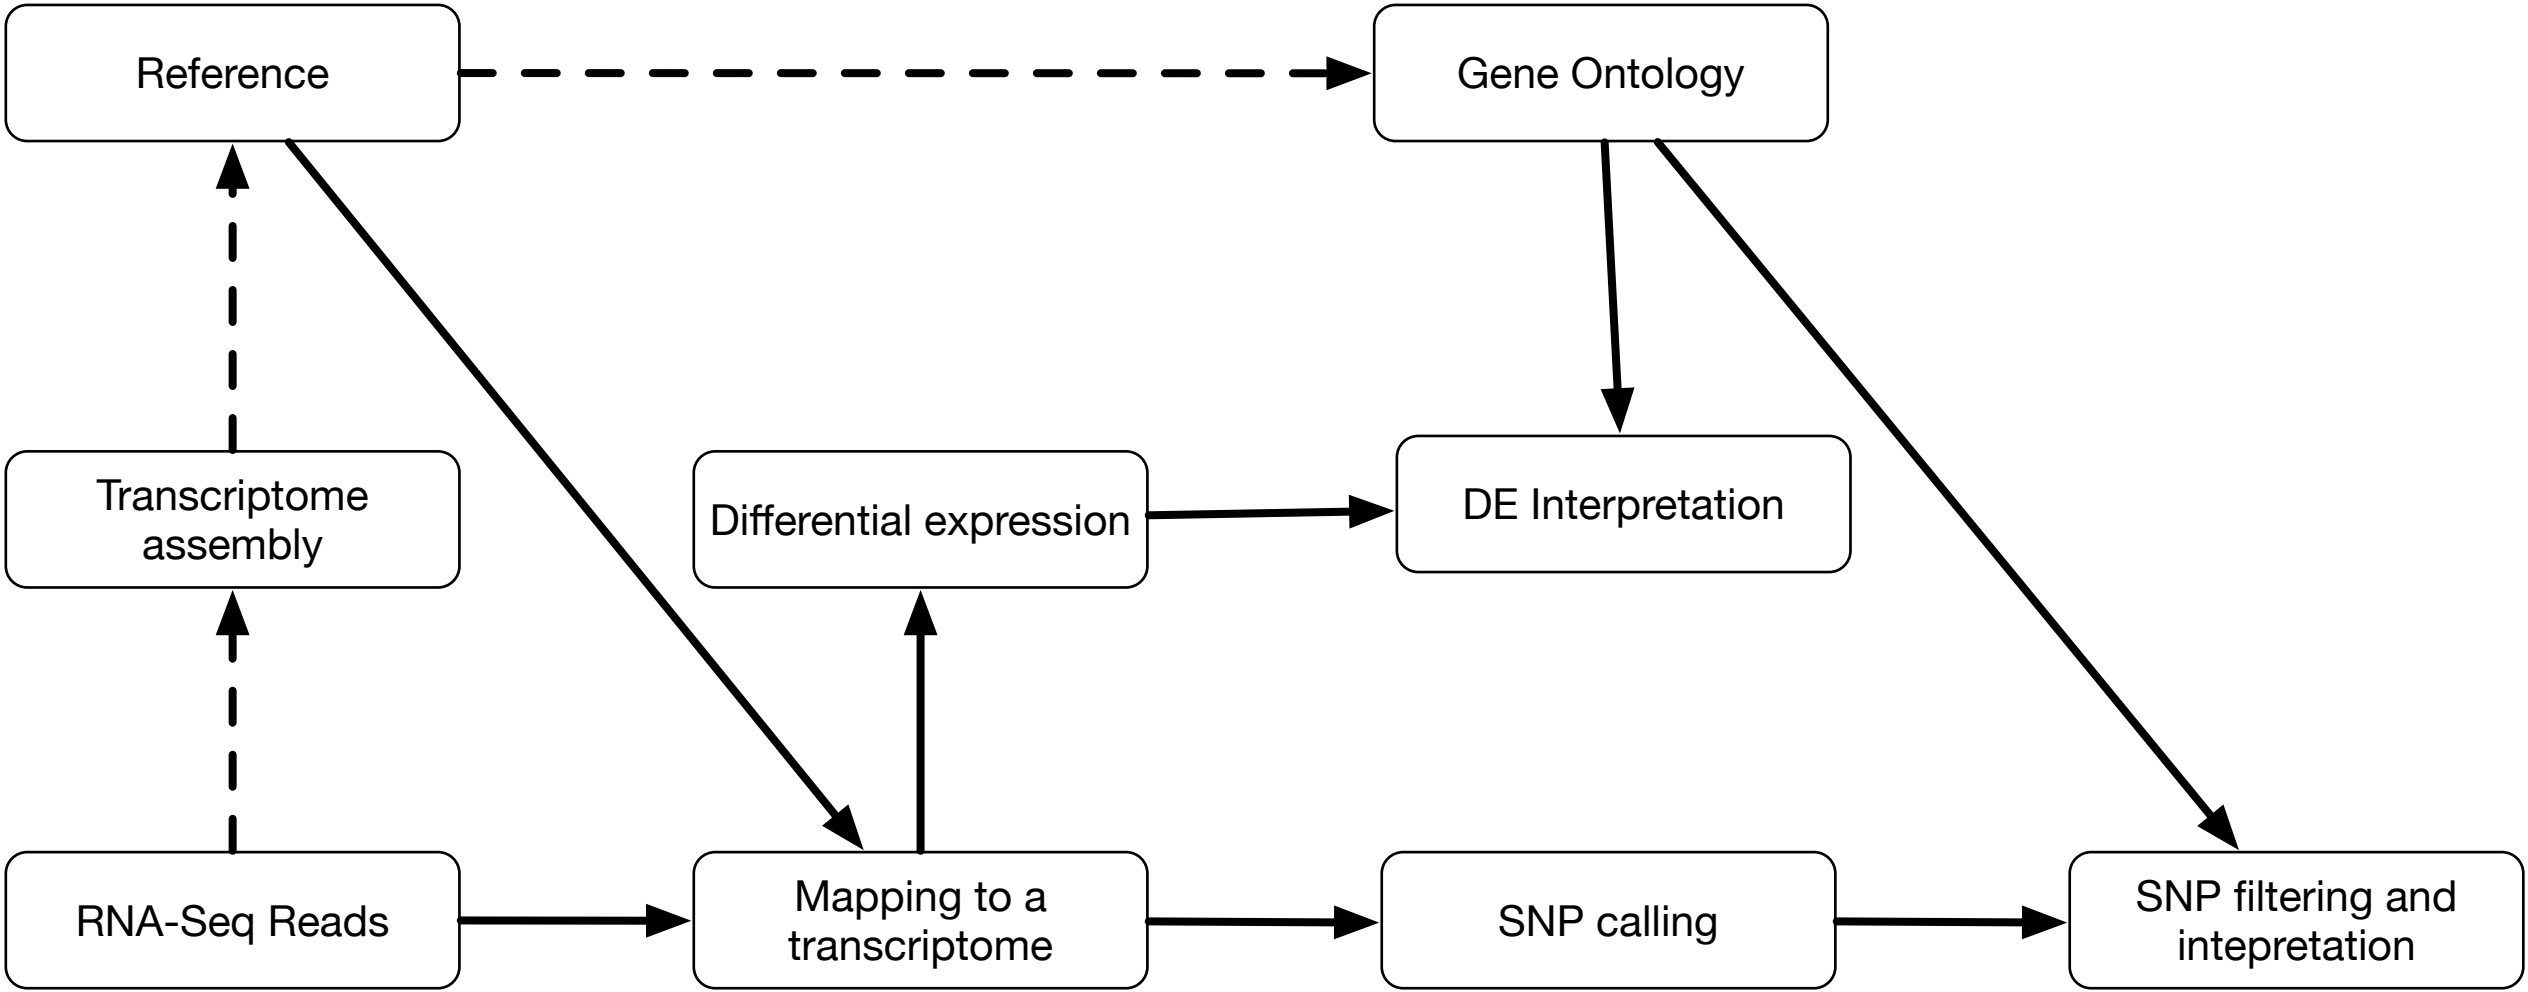 Reference
Gene Ontology
Transcriptome
assembly
Differential expression
DE Interpretation
RNA-Seq Reads
Mapping to a
transcriptome
SNP calling
SNP filtering and
intepretation